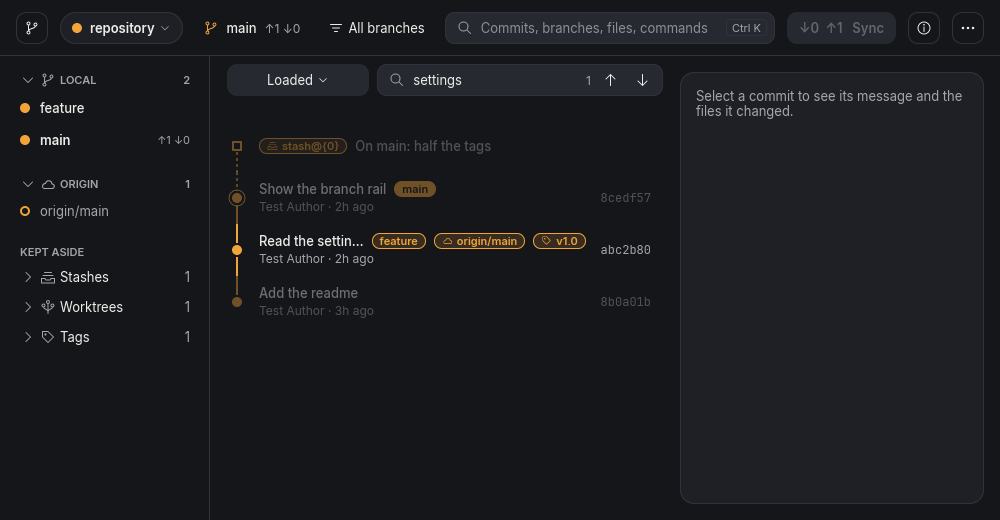 repository main ↑1 ↓0 All branches Commits, branches, files, commands Ctrl K ↓0 ↑1 Sync
LOCAL 2
feature
main ↑1 ↓0
ORIGIN 1
origin/main
KEPT ASIDE
Stashes 1
Worktrees 1
Tags 1
Loaded settings 1 ↑ ↓
stash@{0} On main: half the tags
Show the branch rail main 8cedf57
Test Author · 2h ago
Read the settin... feature origin/main v1.0 abc2b80
Test Author · 2h ago
Add the readme 8b0a01b
Test Author · 3h ago
Select a commit to see its message and the
files it changed.